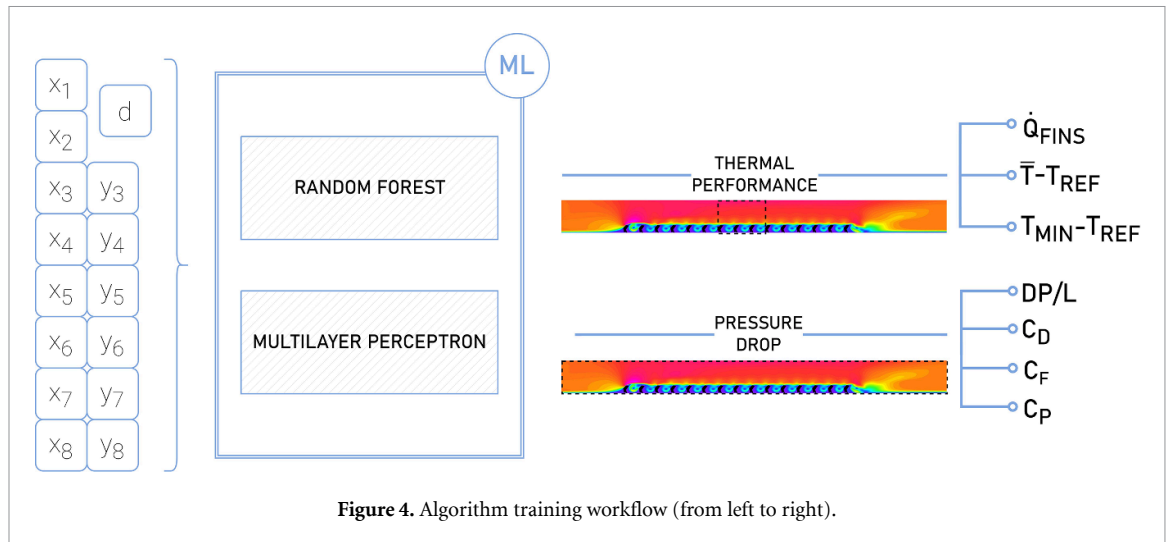 x₁
d
x₂
x₃ y₃
x₄ y₄
x₅ y₅
x₆ y₆
x₇ y₇
x₈ y₈
ML
RANDOM FOREST
MULTILAYER PERCEPTRON
THERMAL
PERFORMANCE
Q̇FINS
T̅-TREF
TMIN-TREF
PRESSURE
DROP
DP/L
CD
CF
CP
Figure 4. Algorithm training workflow (from left to right).